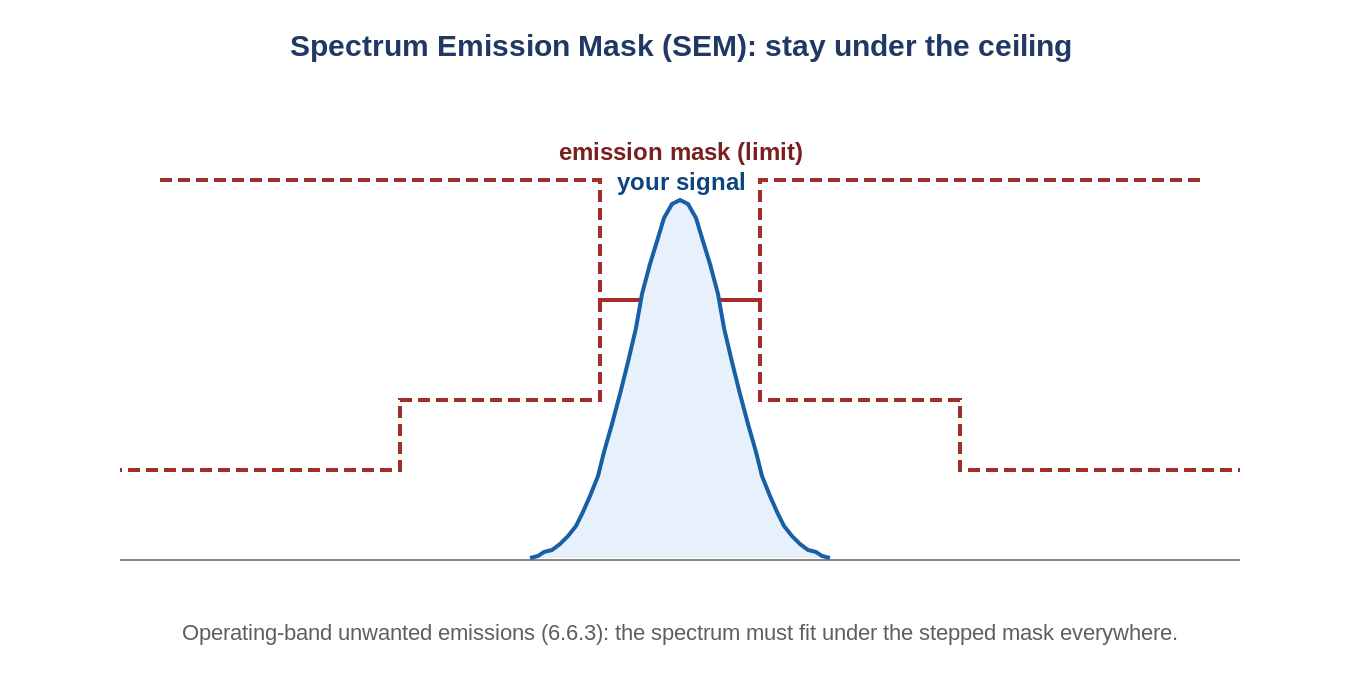 Spectrum Emission Mask (SEM): stay under the ceiling
emission mask (limit)
your signal
Operating-band unwanted emissions (6.6.3): the spectrum must fit under the stepped mask everywhere.